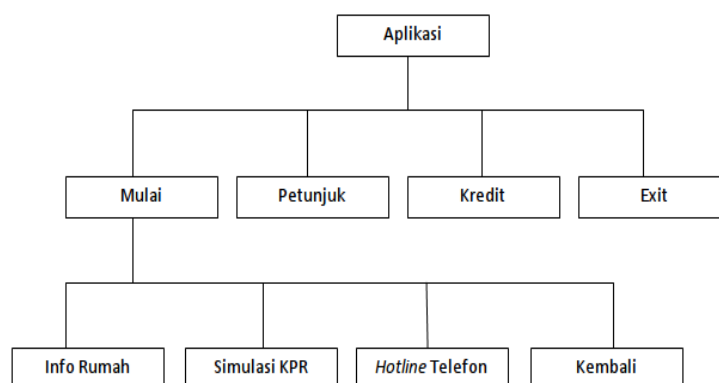 Aplikasi
Mulai
Petunjuk
Kredit
Exit
Info Rumah
Simulasi KPR
Hotline Telefon
Kembali